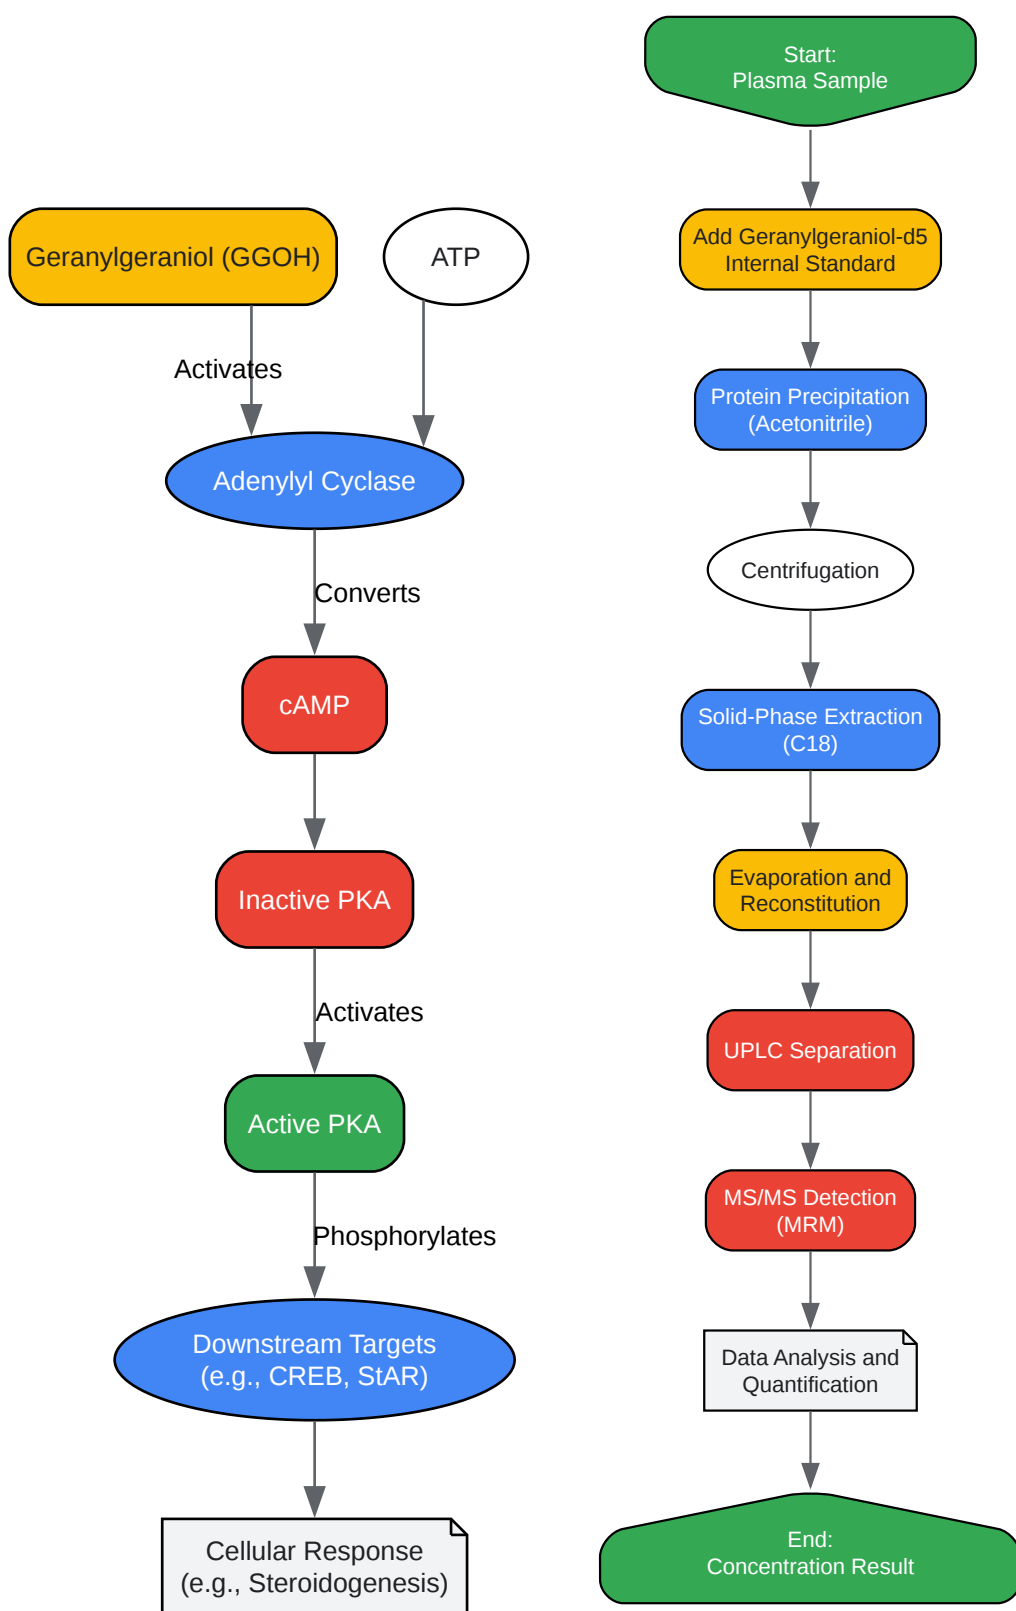 Geranylgeraniol (GGOH)
ATP
Activates
Adenylyl Cyclase
Converts
cAMP
Inactive PKA
Activates
Active PKA
Phosphorylates
Downstream Targets
(e.g., CREB, StAR)
Cellular Response
(e.g., Steroidogenesis)
Start:
Plasma Sample
Add Geranylgeraniol-d5
Internal Standard
Protein Precipitation
(Acetonitrile)
Centrifugation
Solid-Phase Extraction
(C18)
Evaporation and
Reconstitution
UPLC Separation
MS/MS Detection
(MRM)
Data Analysis and
Quantification
End:
Concentration Result